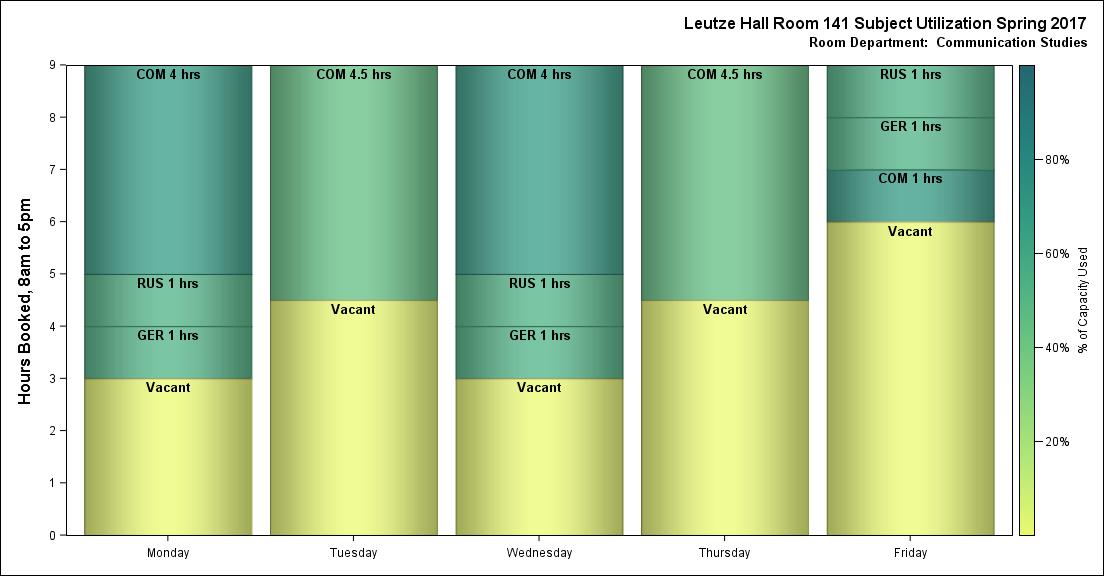 Leutze Hall Room 141 Subject Utilization Spring 2017
Room Department:  Communication Studies
Hours Booked, 8am to 5pm
9
8
7
6
5
4
3
2
1
0
COM 4 hrs
RUS 1 hrs
GER 1 hrs
Vacant
COM 4.5 hrs
Vacant
COM 4 hrs
RUS 1 hrs
GER 1 hrs
Vacant
COM 4.5 hrs
Vacant
RUS 1 hrs
GER 1 hrs
COM 1 hrs
Vacant
Monday
Tuesday
Wednesday
Thursday
Friday
80%
60%
40%
20%
% of Capacity Used